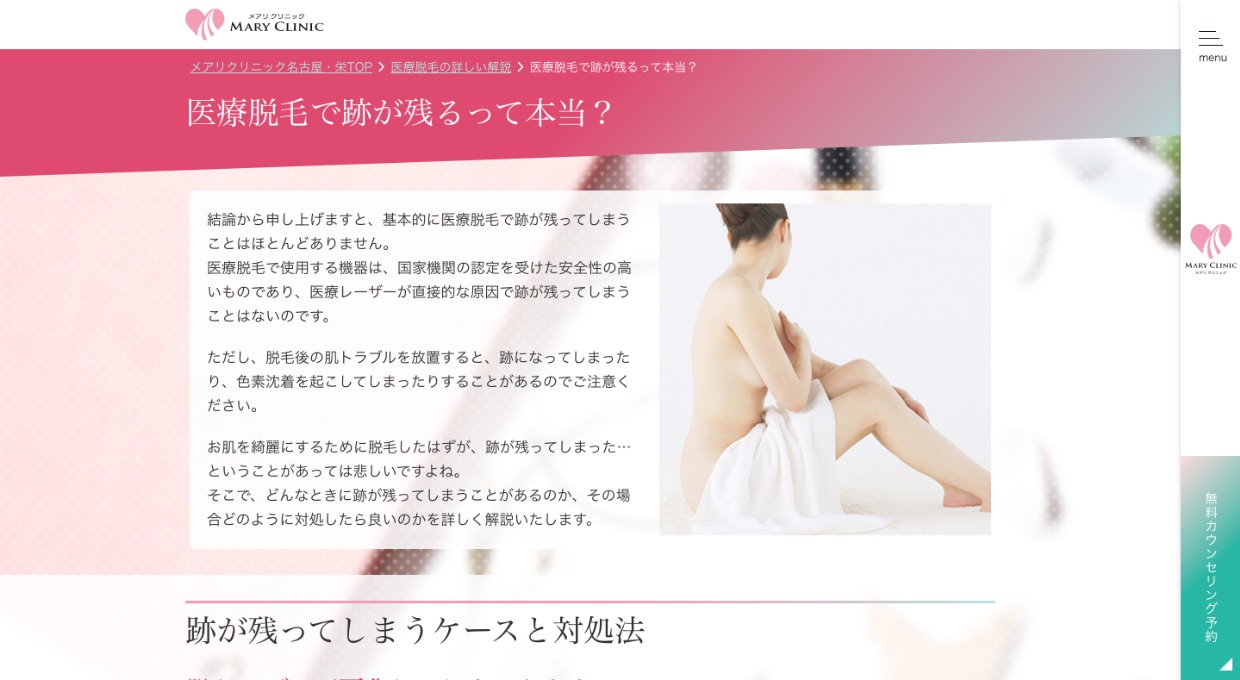 メアリ クリニック
MARY CLINIC
menu
メアリクリニック名古屋・栄TOP 医療脱毛の詳しい解説 医療脱毛で跡が残るって本当？
医療脱毛で跡が残るって本当？
結論から申し上げますと、基本的に医療脱毛で跡が残ってしまう
ことはほとんどありません。
医療脱毛で使用する機器は、国家機関の認定を受けた安全性の高
いものであり、医療レーザーが直接的な原因で跡が残ってしまう
ことはないのです。
ただし、脱毛後の肌トラブルを放置すると、跡になってしまった
り、色素沈着を起こしてしまったりすることがあるのでご注意く
ださい。
お肌を綺麗にするために脱毛したはずが、跡が残ってしまった…
ということがあっては悲しいですよね。
そこで、どんなときに跡が残ってしまうことがあるのか、その場
合どのように対処したら良いのかを詳しく解説いたします。
MARY CLINIC
メアリ クリニック
無料カウンセリング予約
跡が残ってしまうケースと対処法